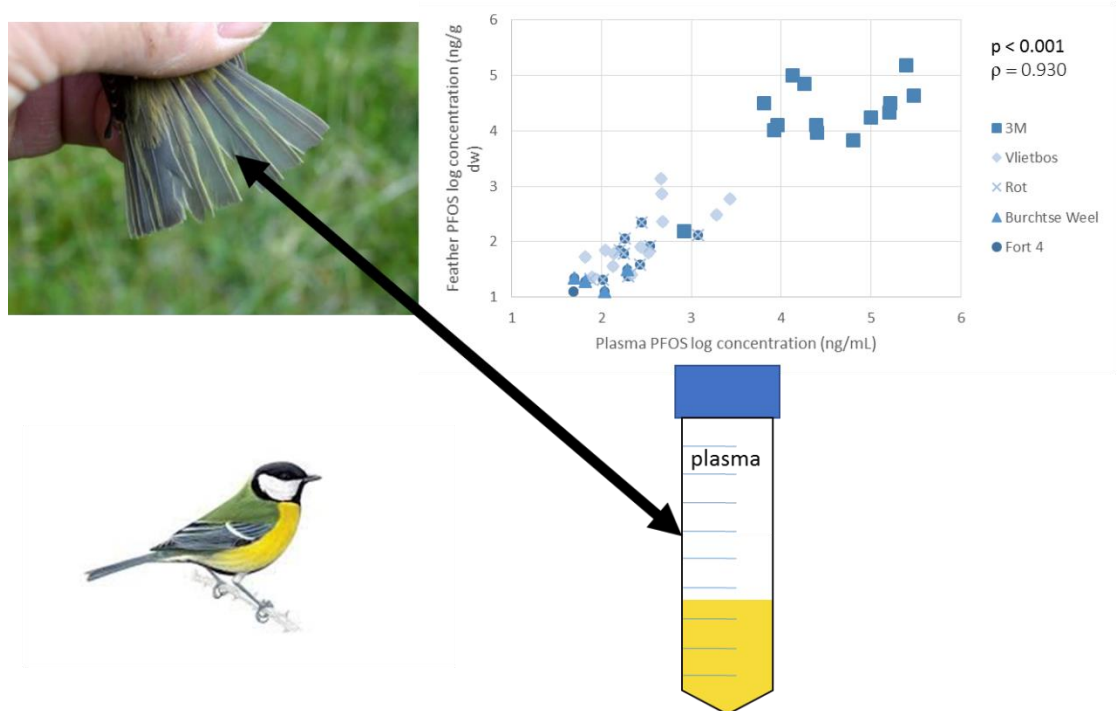 Feather PFOS log concentration (ng/g
dw)
6
5
4
3
2
1
1 2 3 4 5 6
Plasma PFOS log concentration (ng/mL)
p < 0.001
ρ = 0.930
3M
Vlietbos
Rot
Burchtse Weel
Fort 4
plasma